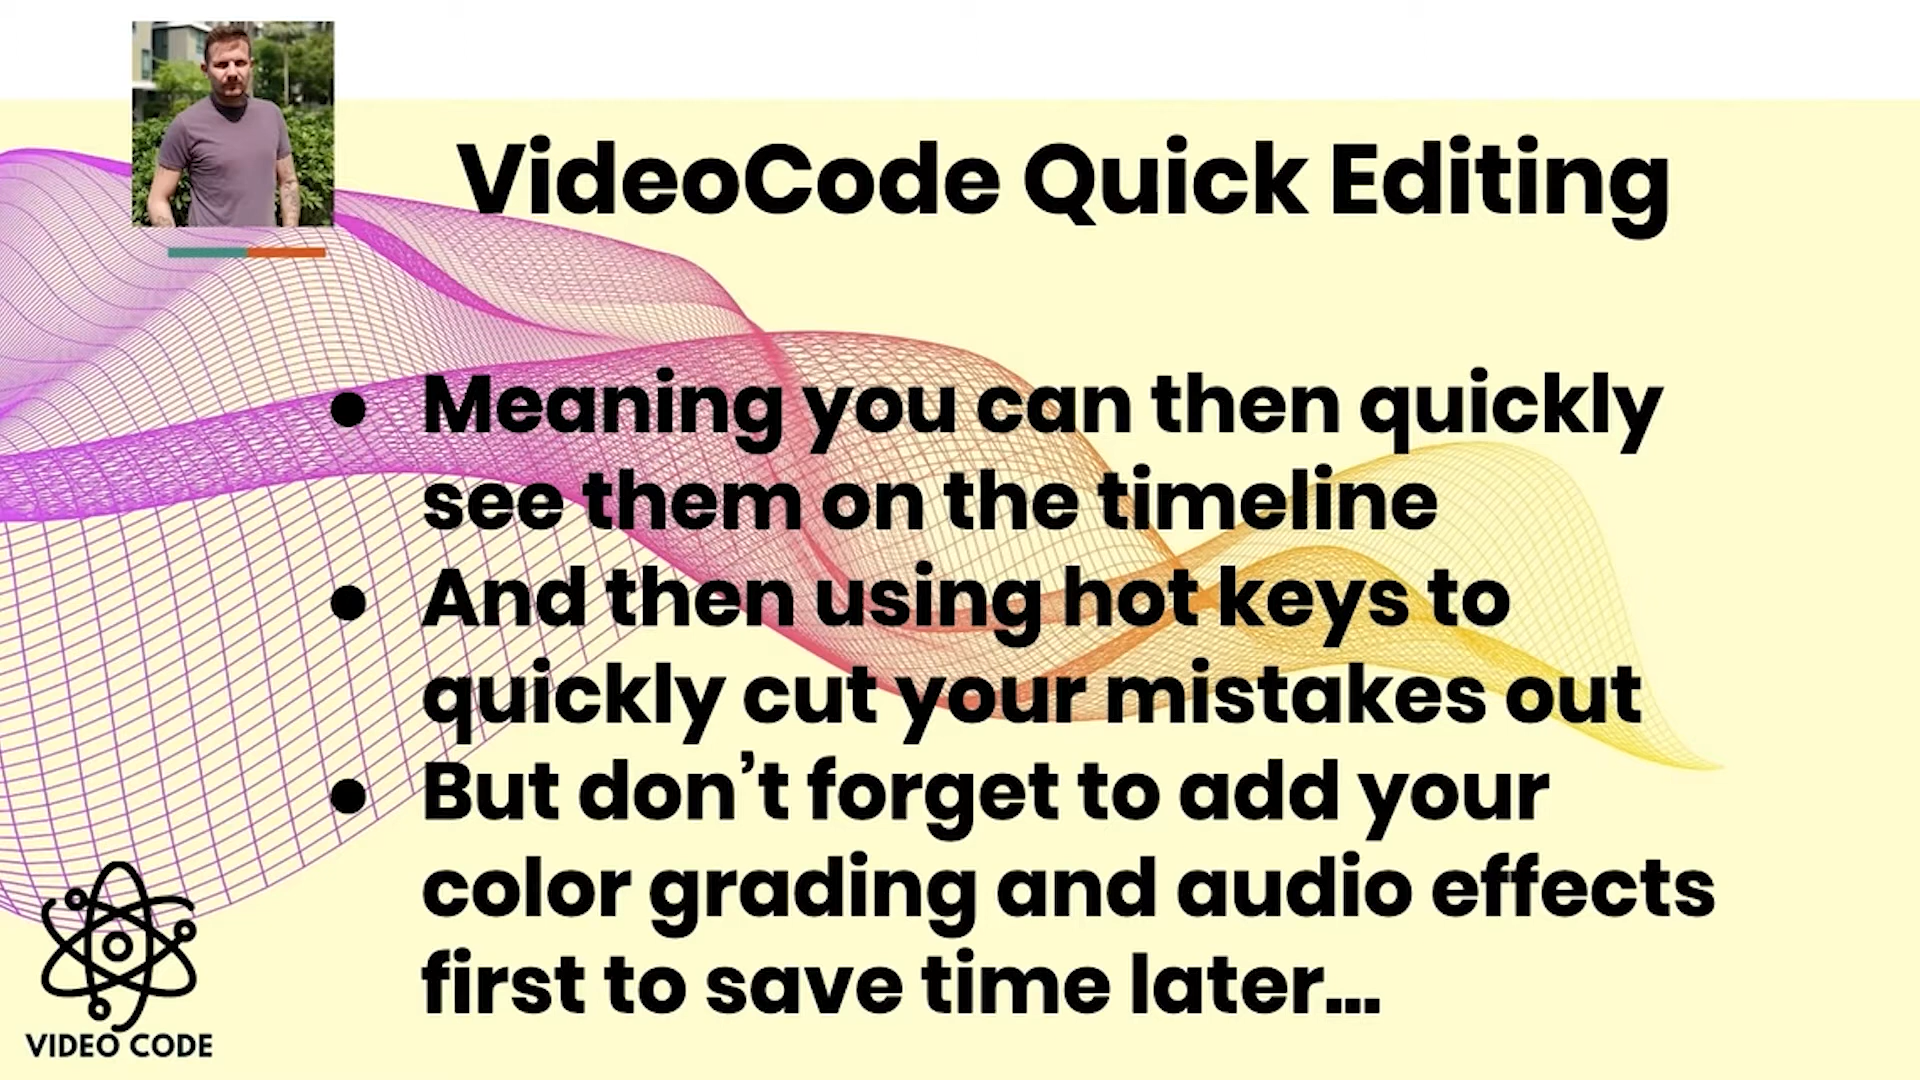 VideoCode Quick Editing
● Meaning you can then quickly
see them on the timeline
● And then using hot keys to
quickly cut your mistakes out
● But don’t forget to add your
color grading and audio effects
first to save time later...
VIDEO CODE